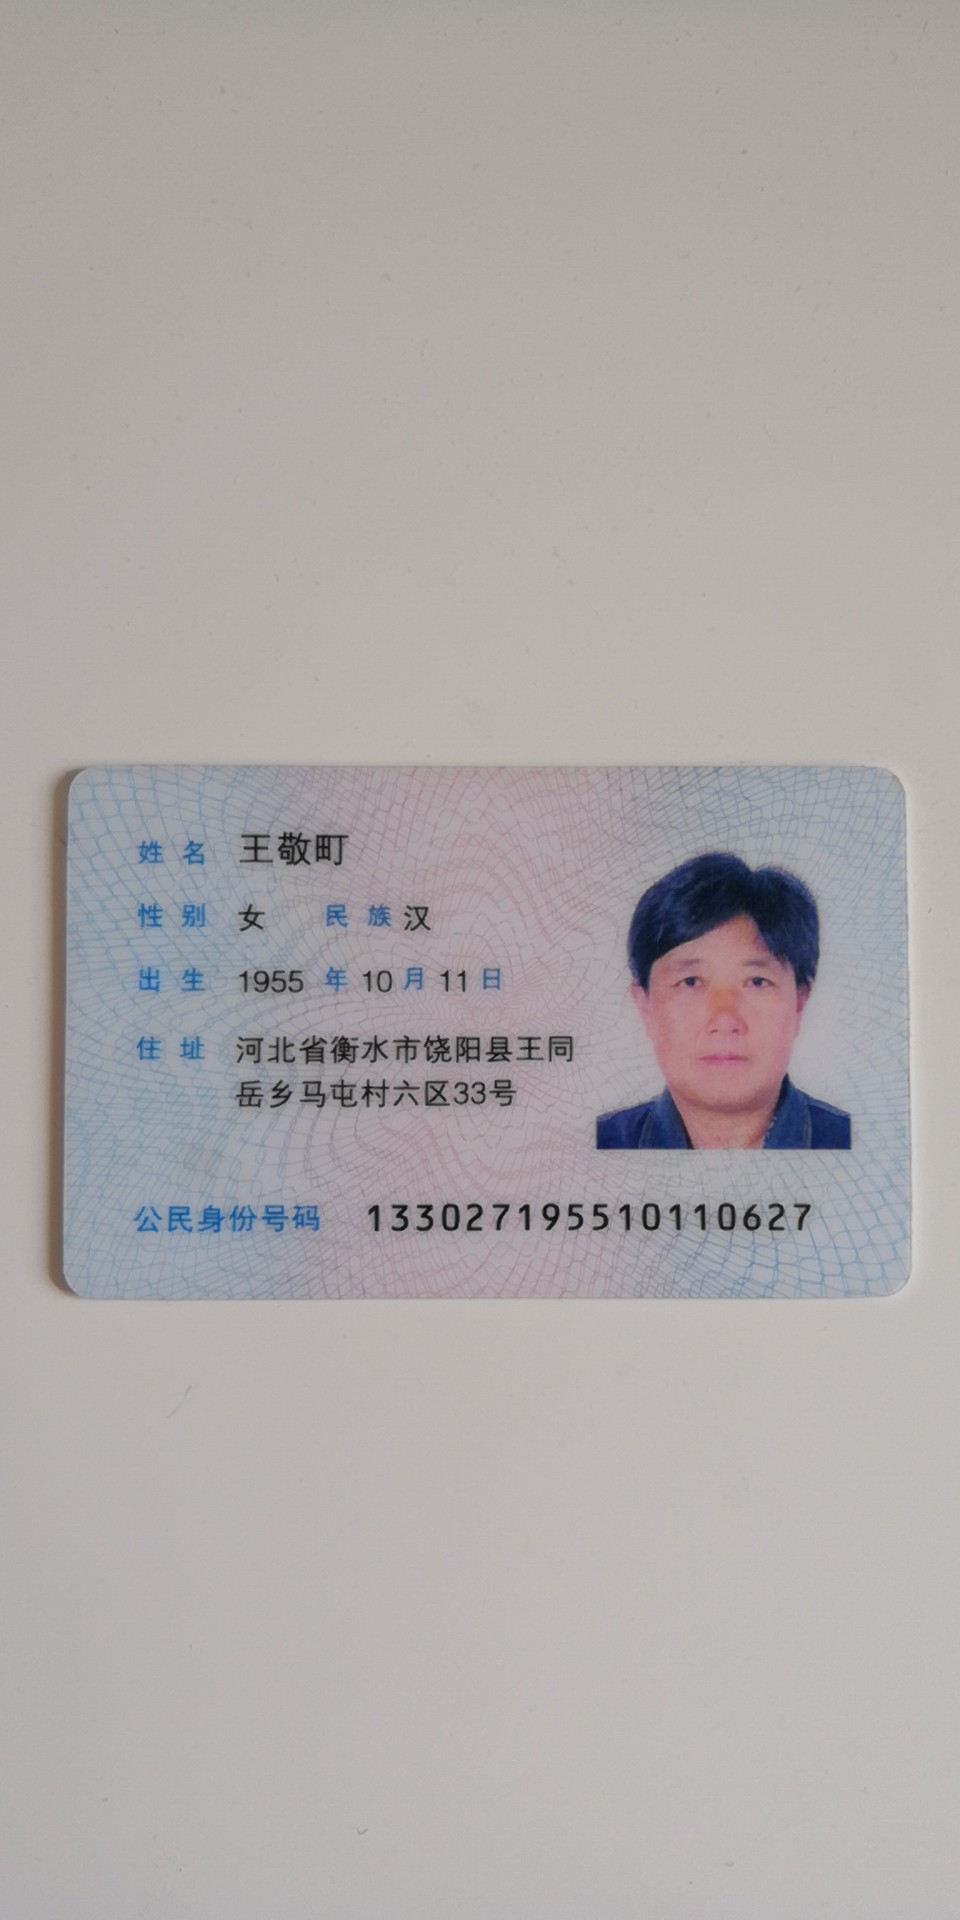 姓名 王敬町
性别 女 民族 汉
出生 1955 年 10 月 11 日
住址 河北省衡水市饶阳县王同
岳乡马屯村六区33号
公民身份号码 133027195510110627